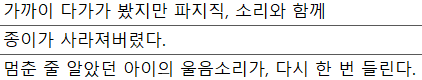 가까이 다가가 봤지만 파지직, 소리와 함께
종이가 사라져버렸다.
멈춘 줄 알았던 아이의 울음소리가, 다시 한 번 들린다.